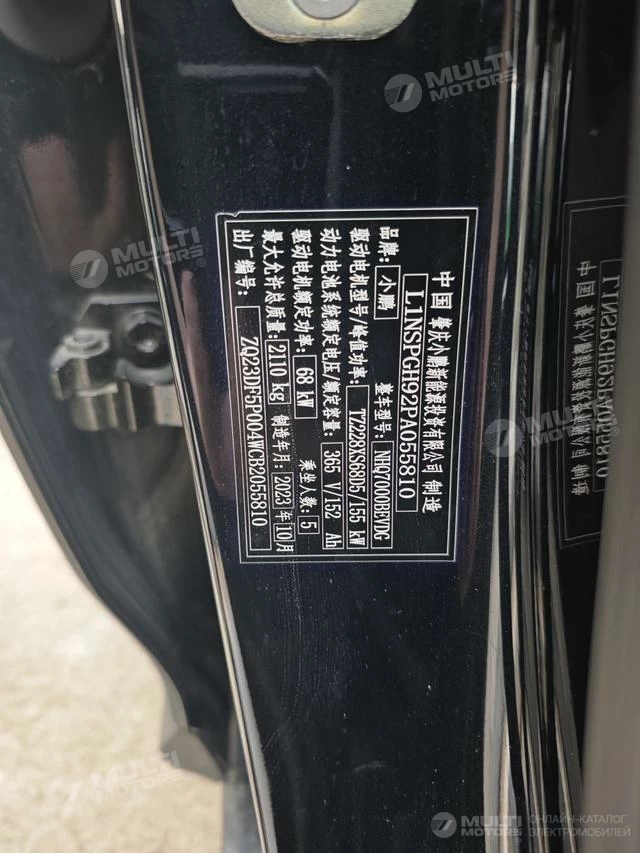 中国 肇庆小鹏新能源投资有限公司 制造
L1NSPGH92PA055810
品牌: 小鹏 整车型号: NHQ7000BEVDG
驱动电机型号/峰值功率: TZ228XS68D5/155 kW
动力电池系统额定电压/额定容量: 365 V/152 Ah
驱动电机额定功率: 68 kW 乘坐人数: 5
最大允许总质量: 2110 kg 制造年月: 2023 年 10月
出厂编号: ZQ23DR5P004WCB2055810
MULTI MOTORS
MULTI MOTORS
MULTI MOTORS
MULTI MOTORS
MULTI MOTORS
ОНЛАЙН-КАТАЛОГ
ЭЛЕКТРОМОБИЛЕЙ